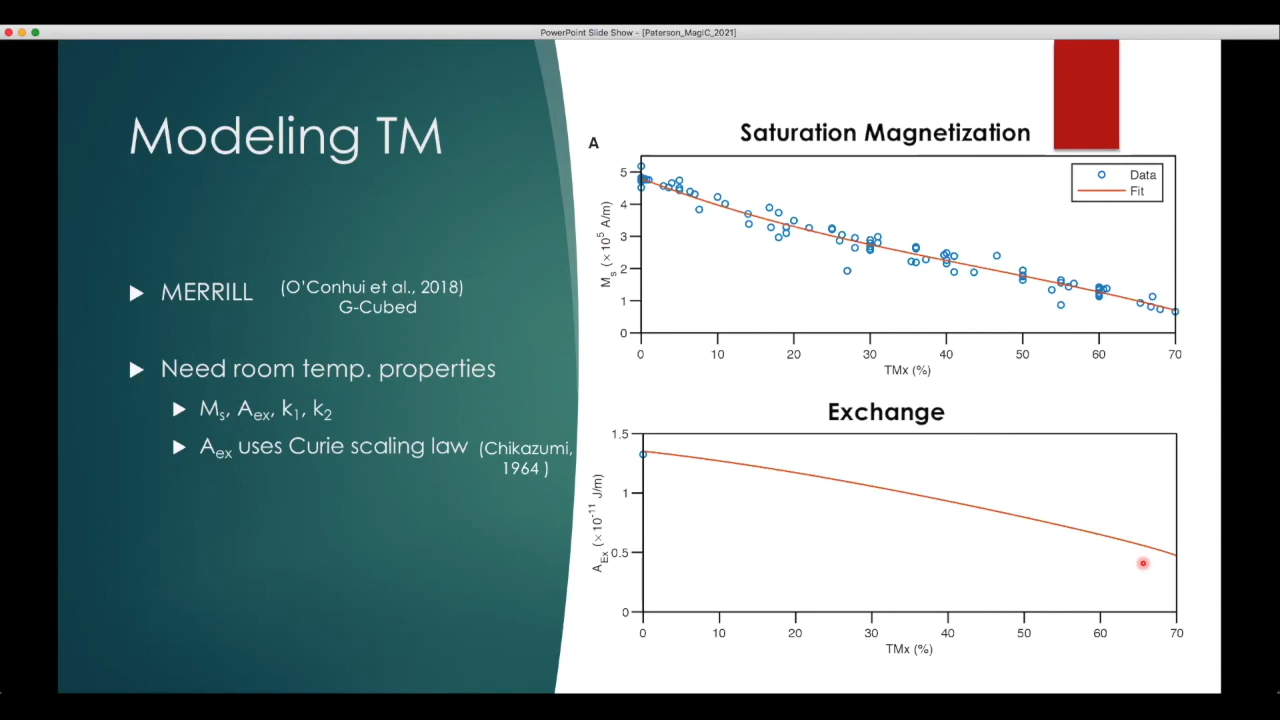 PowerPoint Slide Show - [Paterson_MagIC_2021]
Modeling TM
MERRILL (O'Conhui et al., 2018)
G-Cubed
Need room temp. properties
Ms, Aex, k1, k2
Aex uses Curie scaling law (Chikazumi,
1964 )
A
Saturation Magnetization
Data
Fit
5
4
3
2
1
0
Ms (×10^5 A/m)
0 10 20 30 40 50 60 70
TMx (%)
Exchange
1.5
1
0.5
0
AEx (×10^-11 J/m)
0 10 20 30 40 50 60 70
TMx (%)